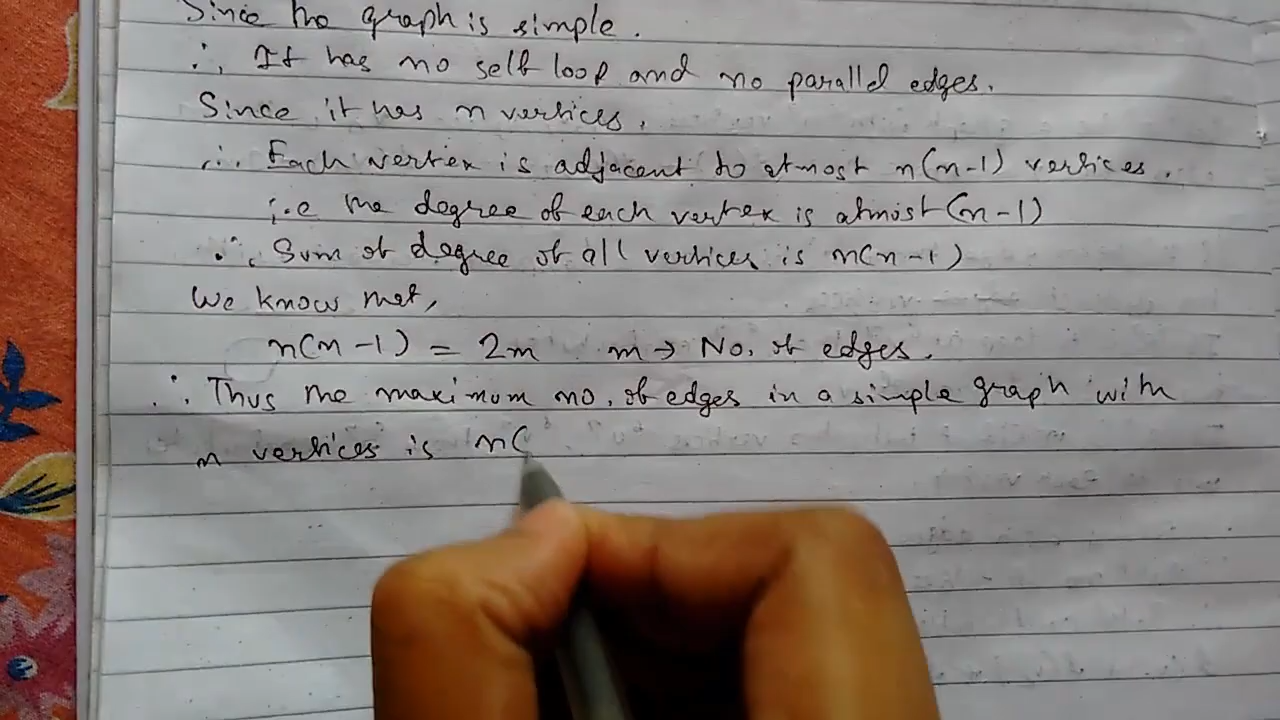 Since the graph is simple.
∴ It has no self loop and no parallel edges.
Since it has n vertices.
∴ Each vertex is adjacent to atmost n(n-1) vertices.
i.e the degree of each vertex is atmost (n-1)
∴ Sum of degree of all vertices is n(n-1)
We know that,
n(n-1) = 2m m → No. of edges.
∴ Thus the maximum no. of edges in a simple graph with
n vertices is n(